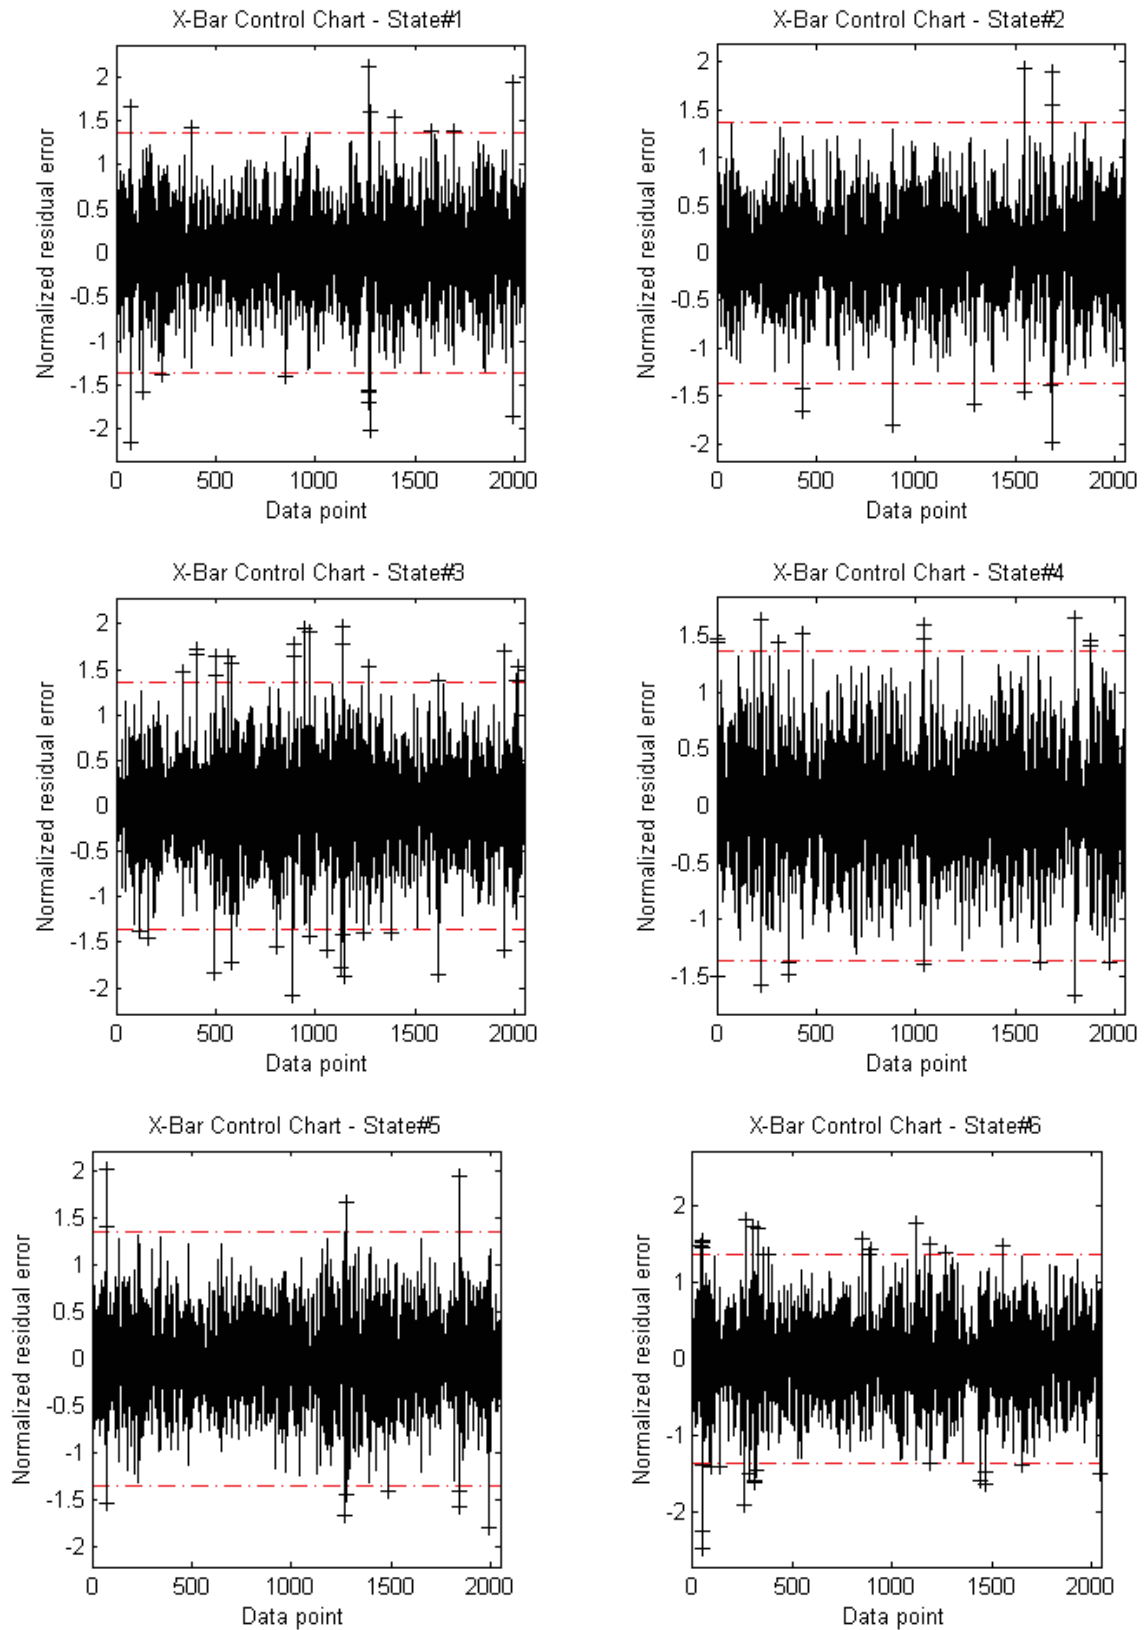 X-Bar Control Chart - State#1
X-Bar Control Chart - State#2
Normalized residual error
2
1.5
1
0.5
0
-0.5
-1
-1.5
-2
0 500 1000 1500 2000
Data point
Normalized residual error
2
1.5
1
0.5
0
-0.5
-1
-1.5
-2
0 500 1000 1500 2000
Data point
X-Bar Control Chart - State#3
X-Bar Control Chart - State#4
Normalized residual error
2
1.5
1
0.5
0
-0.5
-1
-1.5
-2
0 500 1000 1500 2000
Data point
Normalized residual error
1.5
1
0.5
0
-0.5
-1
-1.5
0 500 1000 1500 2000
Data point
X-Bar Control Chart - State#5
X-Bar Control Chart - State#6
Normalized residual error
2
1.5
1
0.5
0
-0.5
-1
-1.5
-2
0 500 1000 1500 2000
Data point
Normalized residual error
2
1
0
-1
-2
0 500 1000 1500 2000
Data point